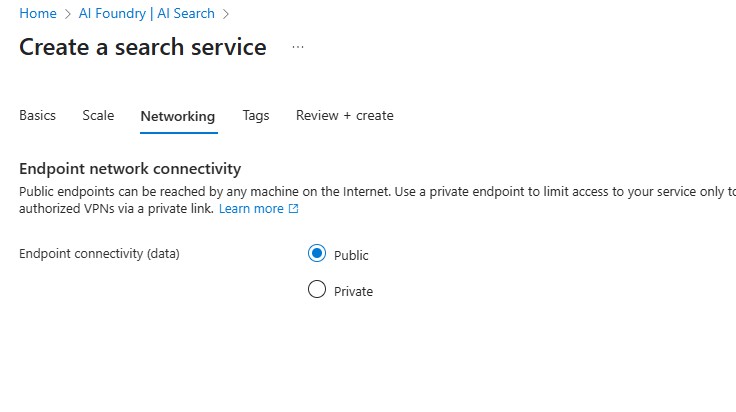 Home > AI Foundry | AI Search >
Create a search service ...
Basics Scale Networking Tags Review + create
Endpoint network connectivity
Public endpoints can be reached by any machine on the Internet. Use a private endpoint to limit access to your service only to
authorized VPNs via a private link. Learn more
Endpoint connectivity (data) Public
Private